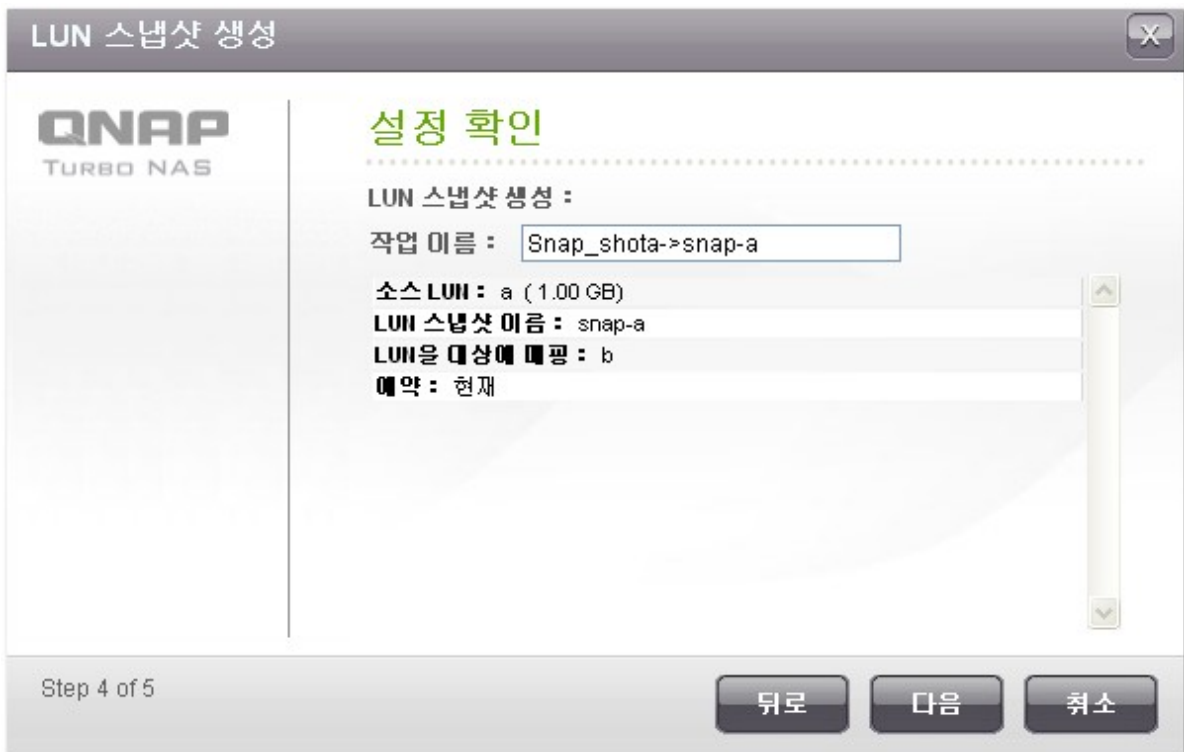 LUN 스냅샷 생성
X
QNAP
TURBO NAS
설정 확인
LUN 스냅샷 생성 :
작업 이름 : Snap_shota->snap-a
소스 LUN : a ( 1.00 GB)
LUN 스냅샷 이름 : snap-a
LUN을 대상에 매핑 : b
예약 : 현재
Step 4 of 5
뒤로
다음
취소